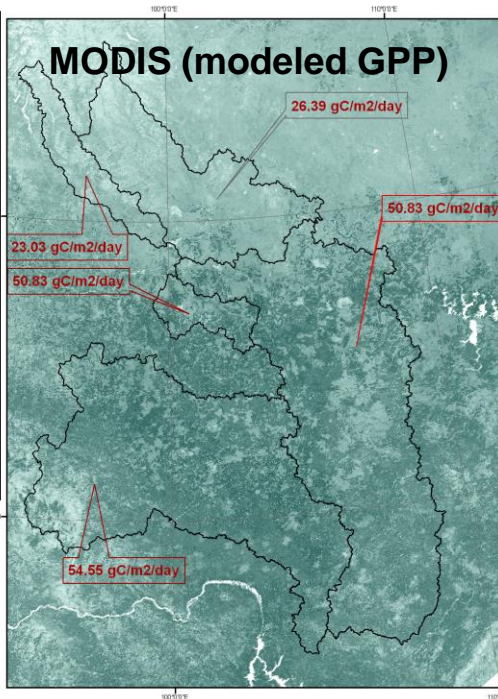 100°0'0"E
110°0'0"E
MODIS (modeled GPP)
26.39 gC/m2/day
50.83 gC/m2/day
23.03 gC/m2/day
50.83 gC/m2/day
54.55 gC/m2/day
100°0'0"E